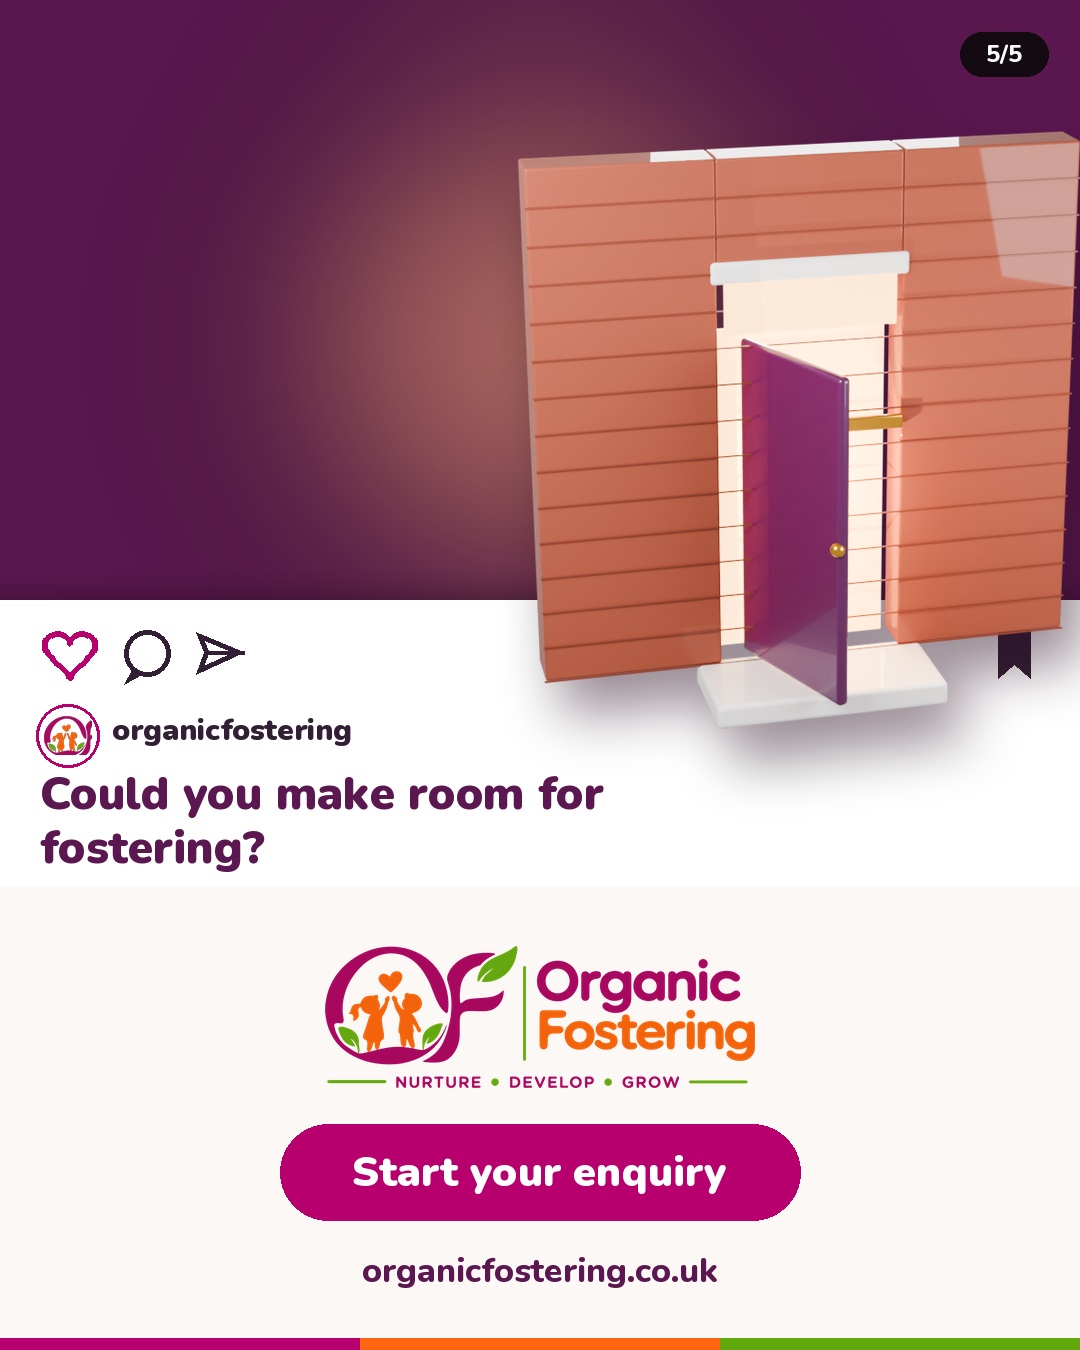 5/5
organicfostering
Could you make room for
fostering?
OF
Organic
Fostering
NURTURE • DEVELOP • GROW
Start your enquiry
organicfostering.co.uk